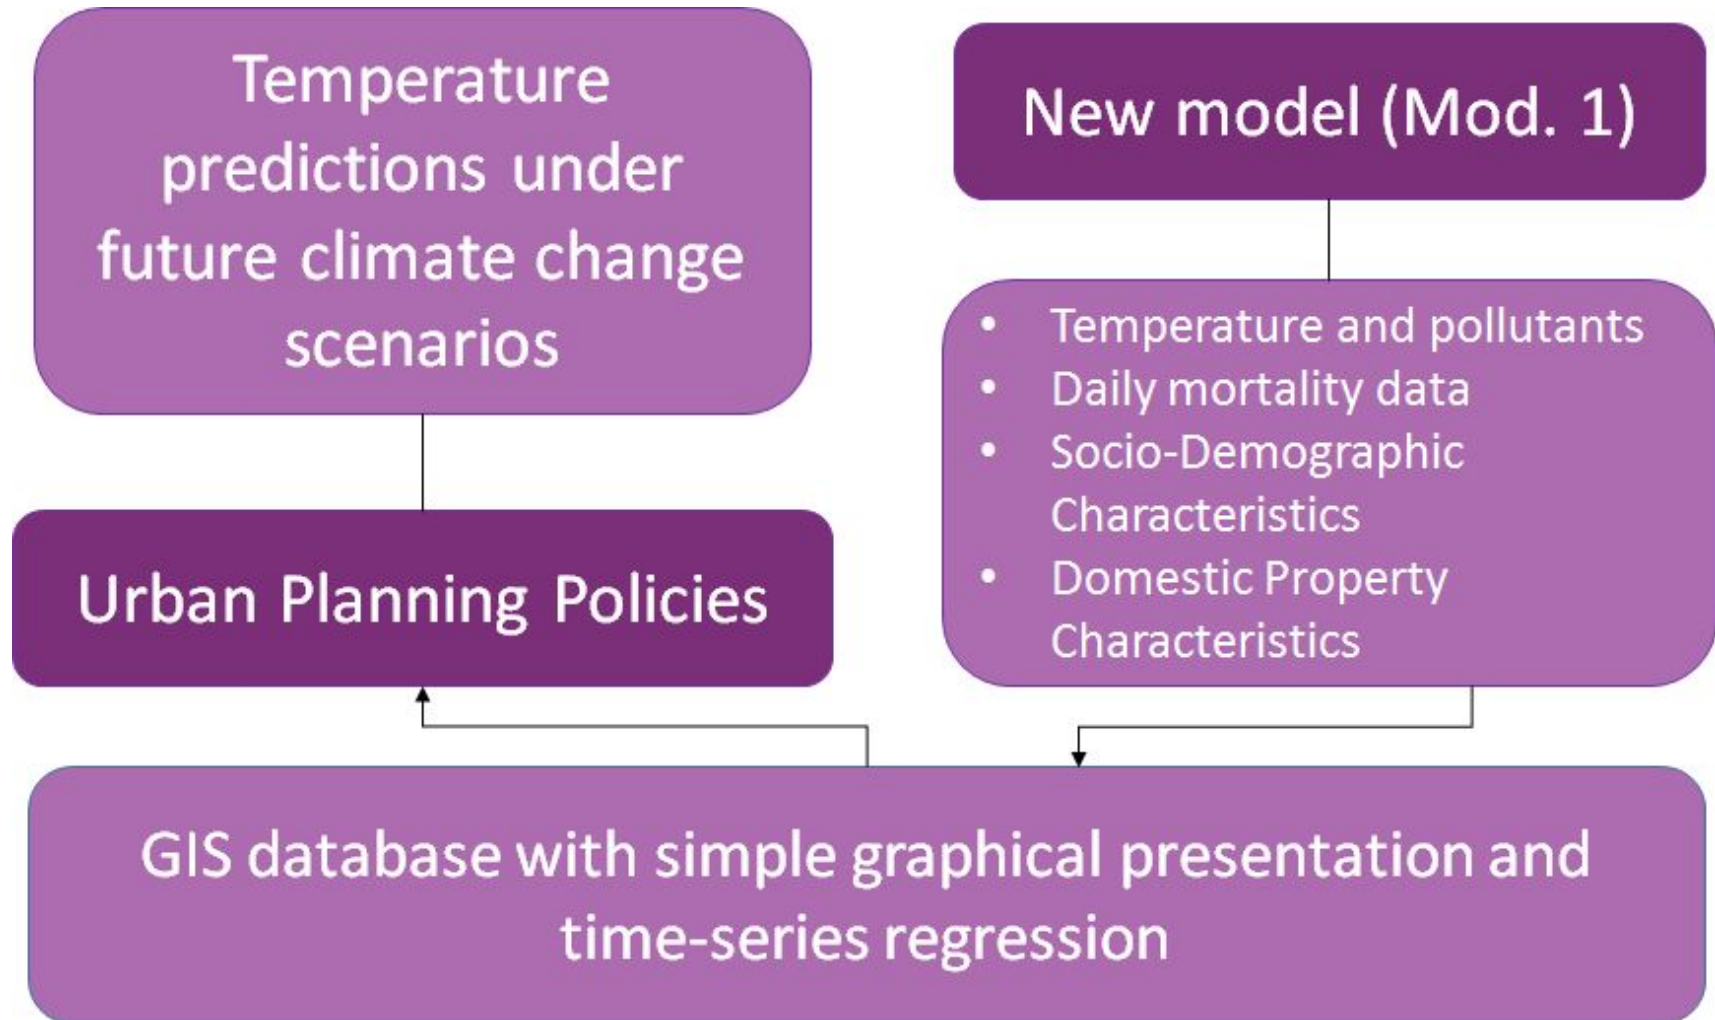 Temperature
predictions under
future climate change
scenarios
Urban Planning Policies
New model (Mod. 1)
• Temperature and pollutants
• Daily mortality data
• Socio-Demographic
Characteristics
• Domestic Property
Characteristics
GIS database with simple graphical presentation and
time-series regression